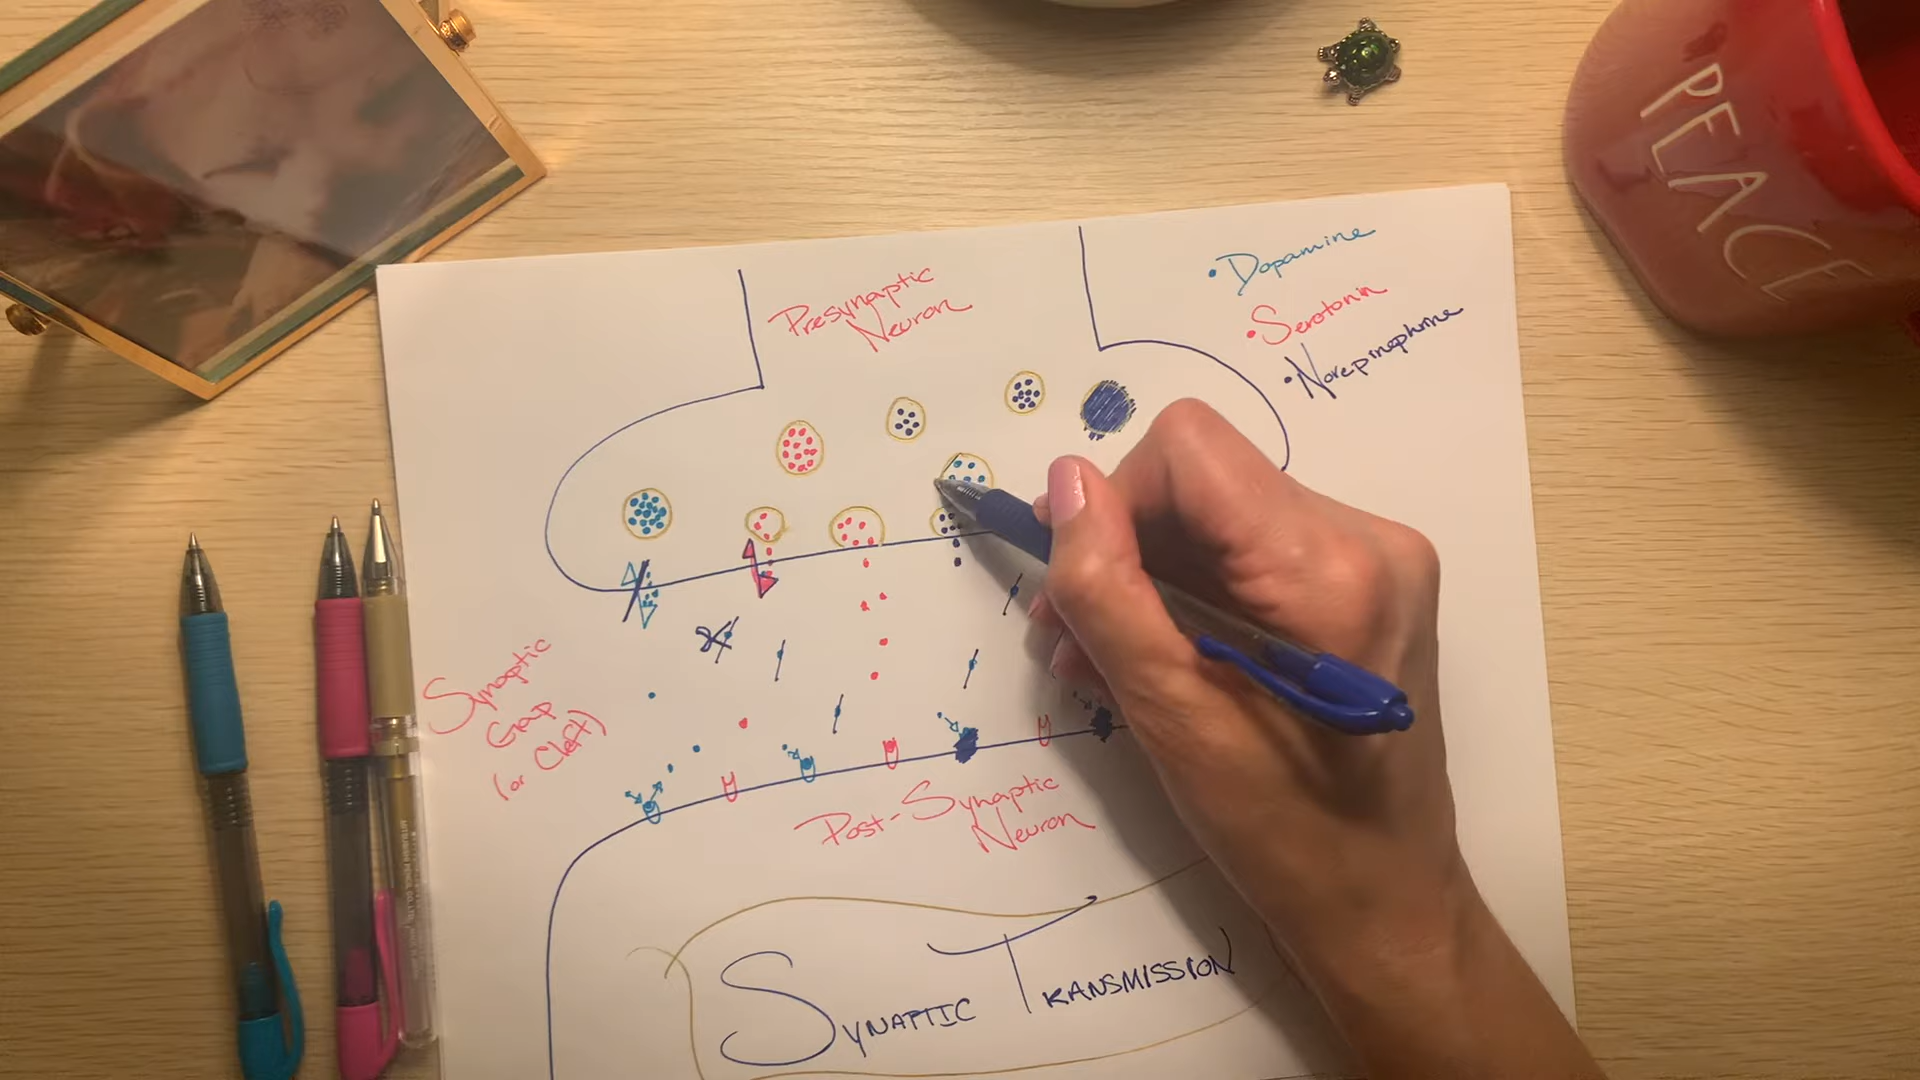 PEACE
• Dopamine
• Serotonin
• Norepinephrine
Presynaptic
Neuron
Synaptic
Gap
(or Cleft)
Post-Synaptic
Neuron
SYNAPTIC TRANSMISSION